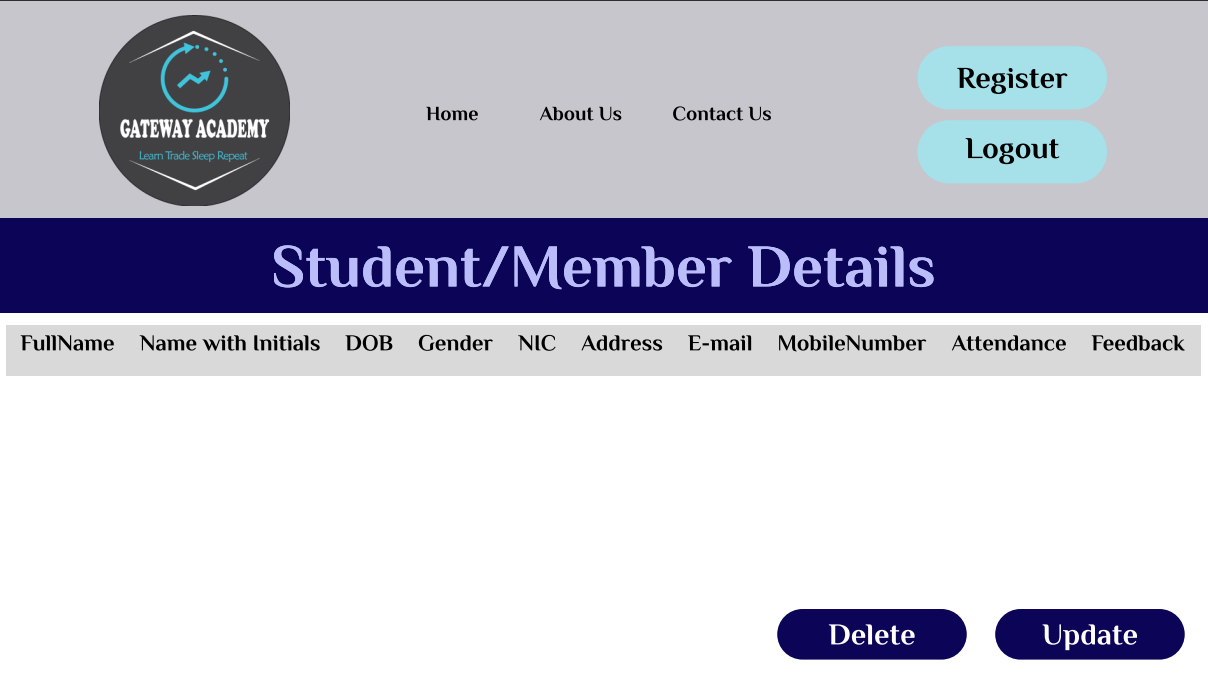 GATEWAY ACADEMY
Learn Trade Sleep Repeat
Home About Us Contact Us
Register
Logout
Student/Member Details
FullName Name with Initials DOB Gender NIC Address E-mail MobileNumber Attendance Feedback
Delete Update